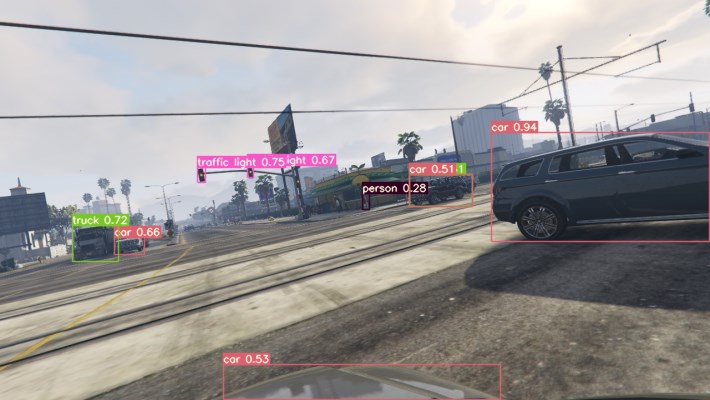 car 0.94
traffic light 0.75 ight 0.67
car 0.51 1
person 0.28
truck 0.72
car 0.66
car 0.53